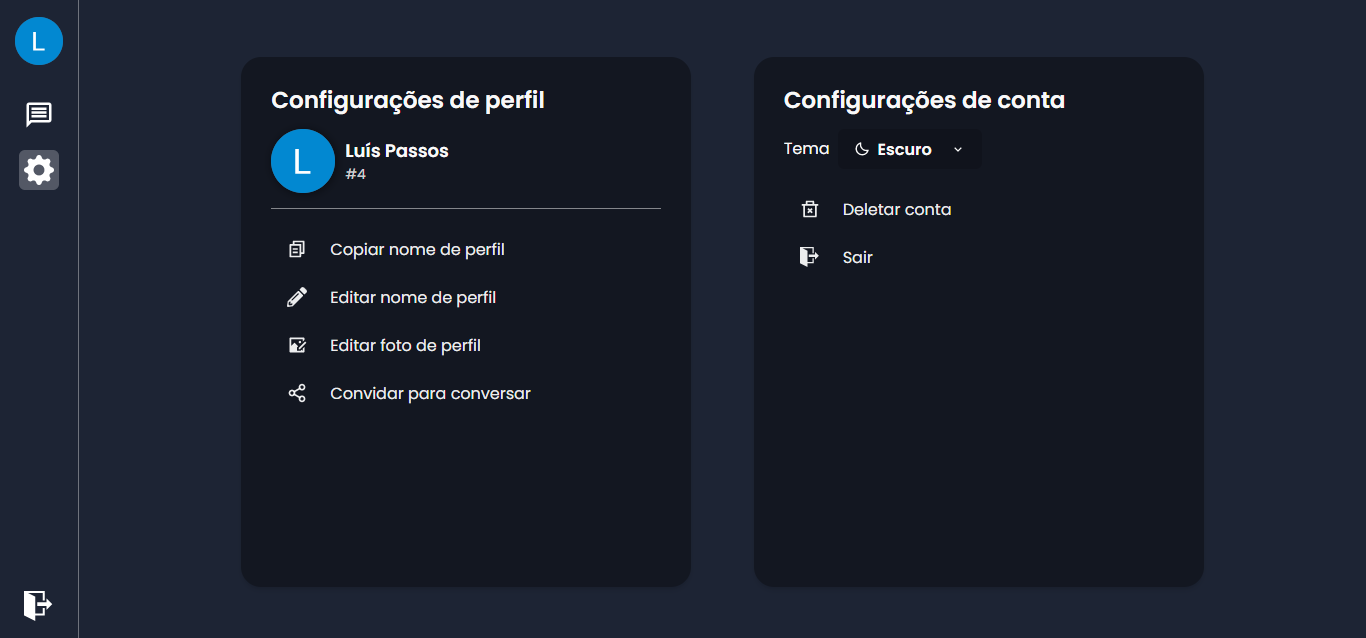 L
Configurações de perfil
L
Luís Passos
#4
Copiar nome de perfil
Editar nome de perfil
Editar foto de perfil
Convidar para conversar
Configurações de conta
Tema
Escuro
Deletar conta
Sair